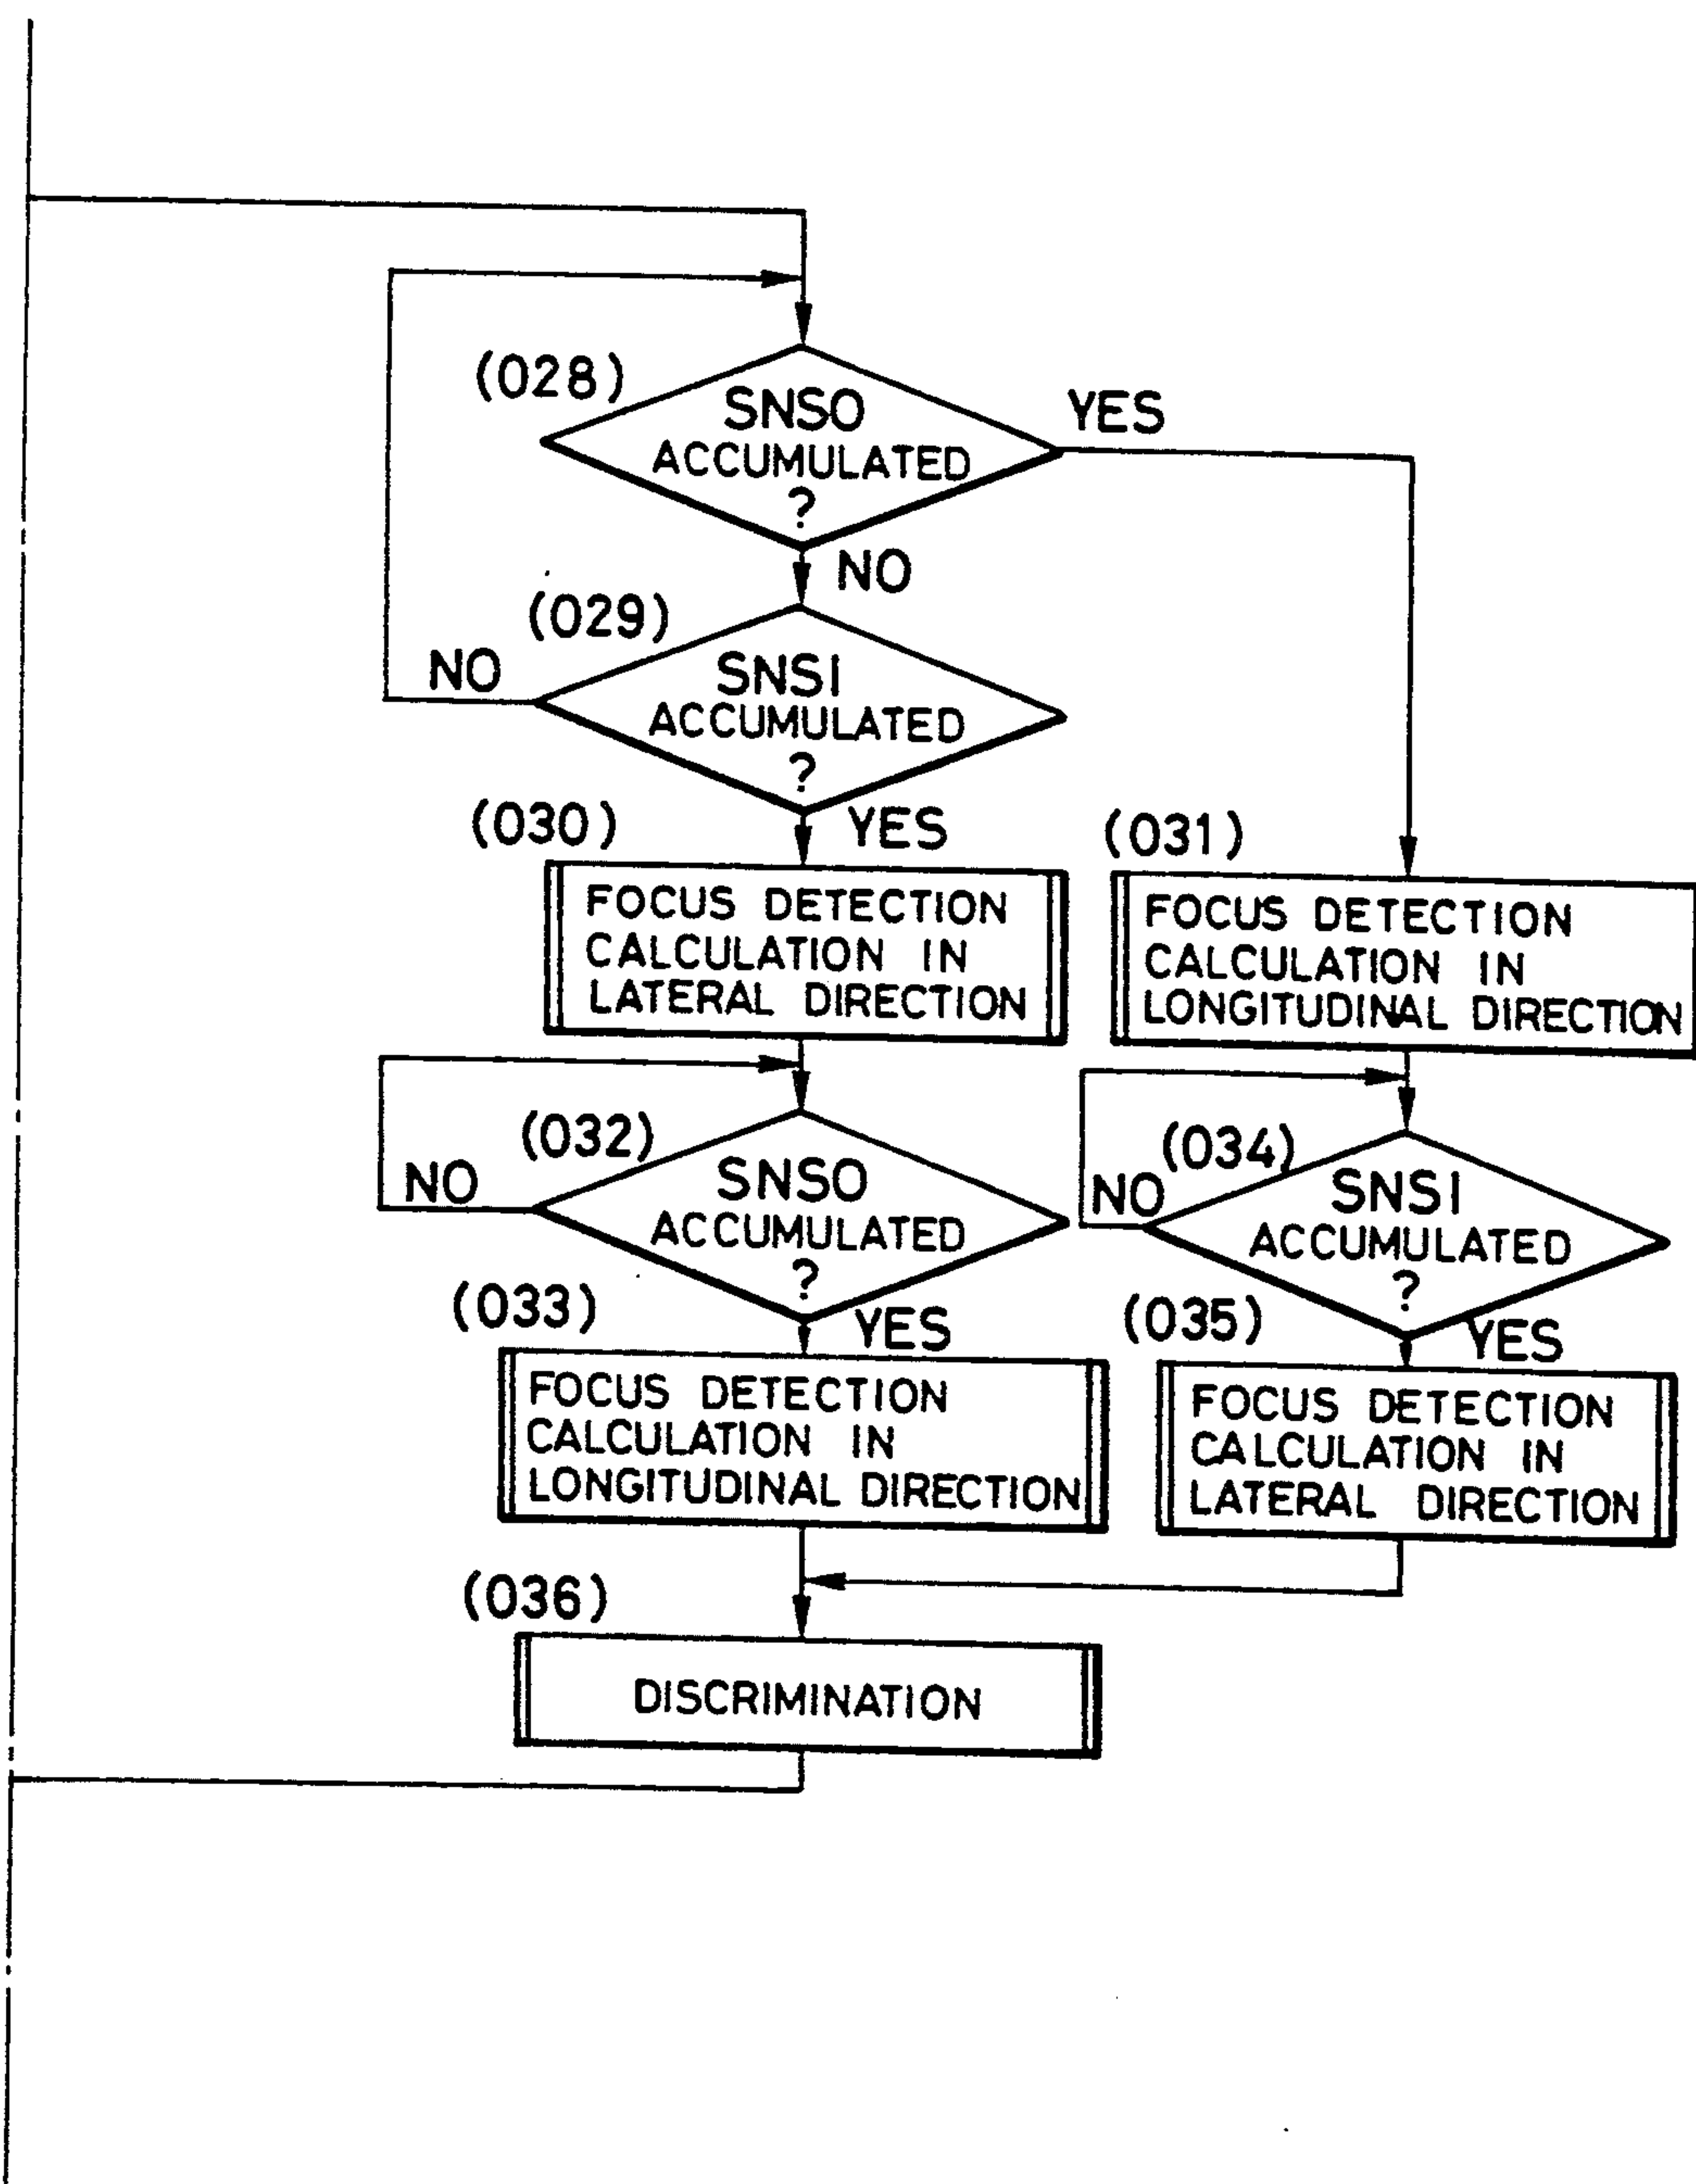 (028)
SNSO
ACCUMULATED
?
YES
NO
(029)
SNSI
ACCUMULATED
?
NO
YES
(030)
FOCUS DETECTION
CALCULATION IN
LATERAL DIRECTION
(031)
FOCUS DETECTION
CALCULATION IN
LONGITUDINAL DIRECTION
(032)
SNSO
ACCUMULATED
?
NO
YES
(034)
SNSI
ACCUMULATED
?
NO
YES
(033)
FOCUS DETECTION
CALCULATION IN
LONGITUDINAL DIRECTION
(035)
FOCUS DETECTION
CALCULATION IN
LATERAL DIRECTION
(036)
DISCRIMINATION